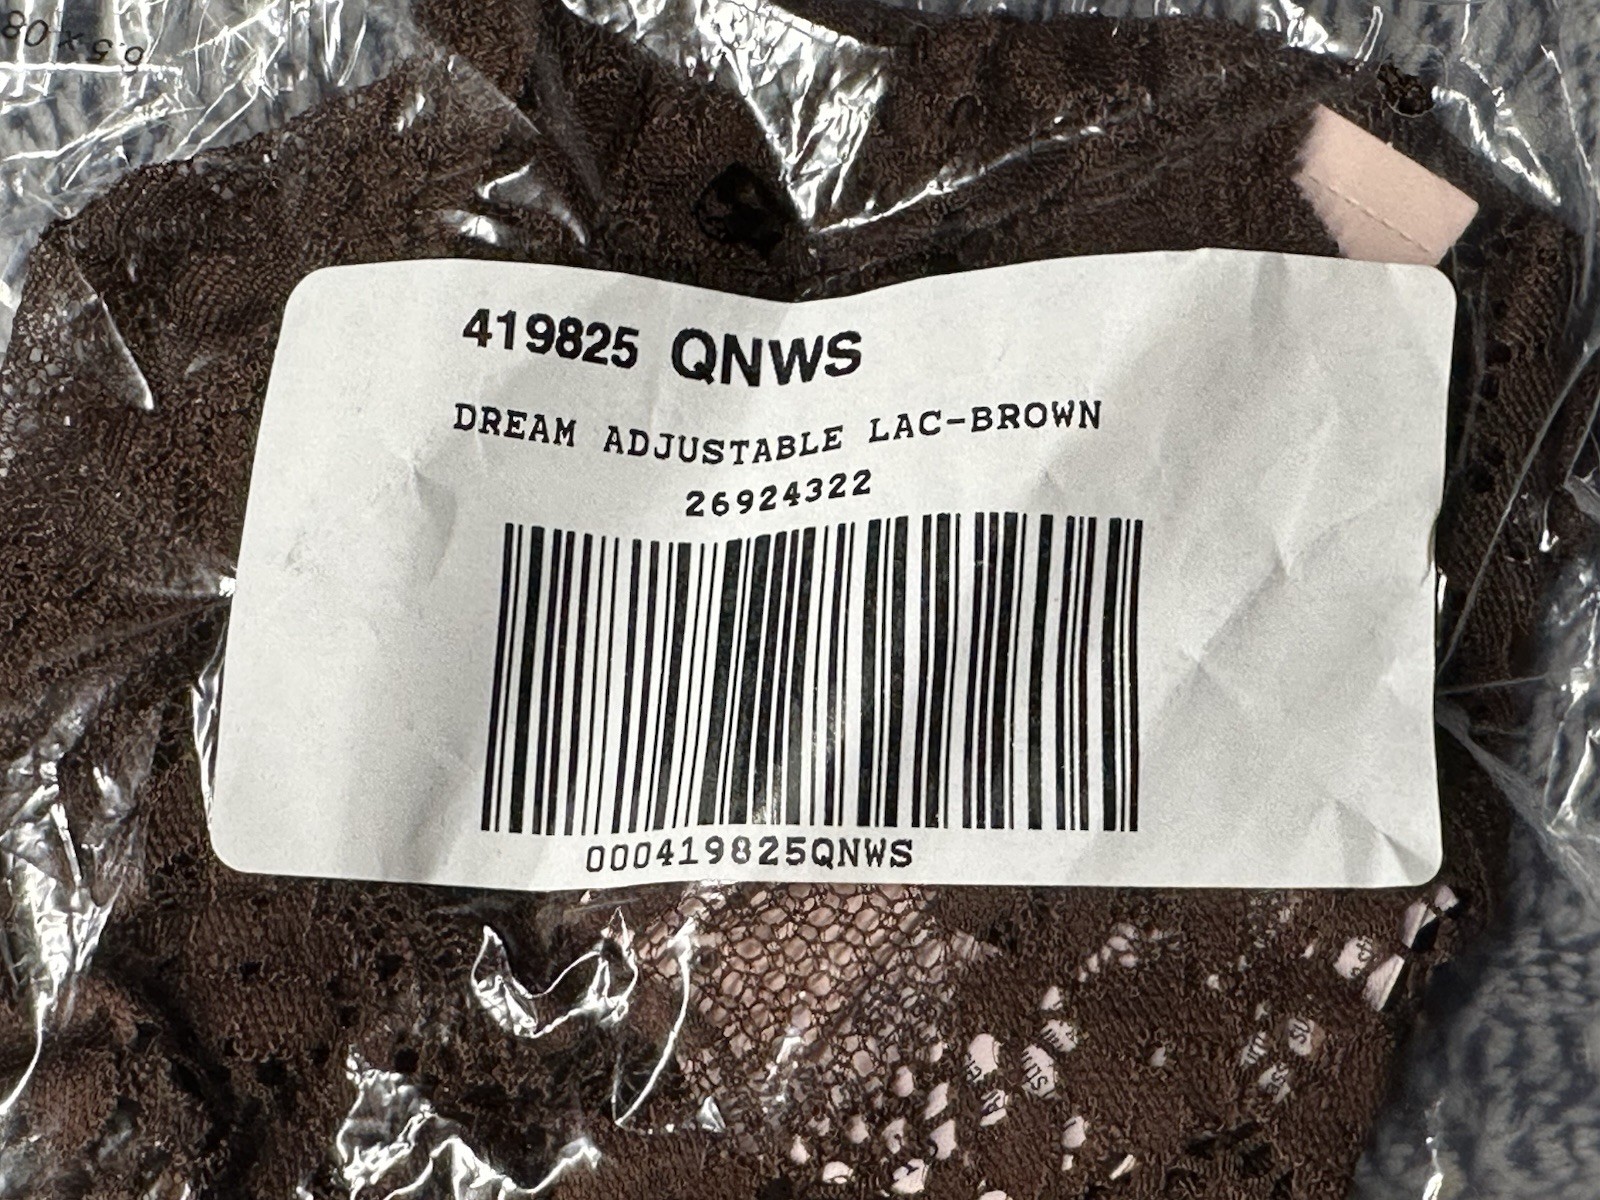 419825 QNWS
DREAM ADJUSTABLE LAC-BROWN
26924322
000419825QNWS